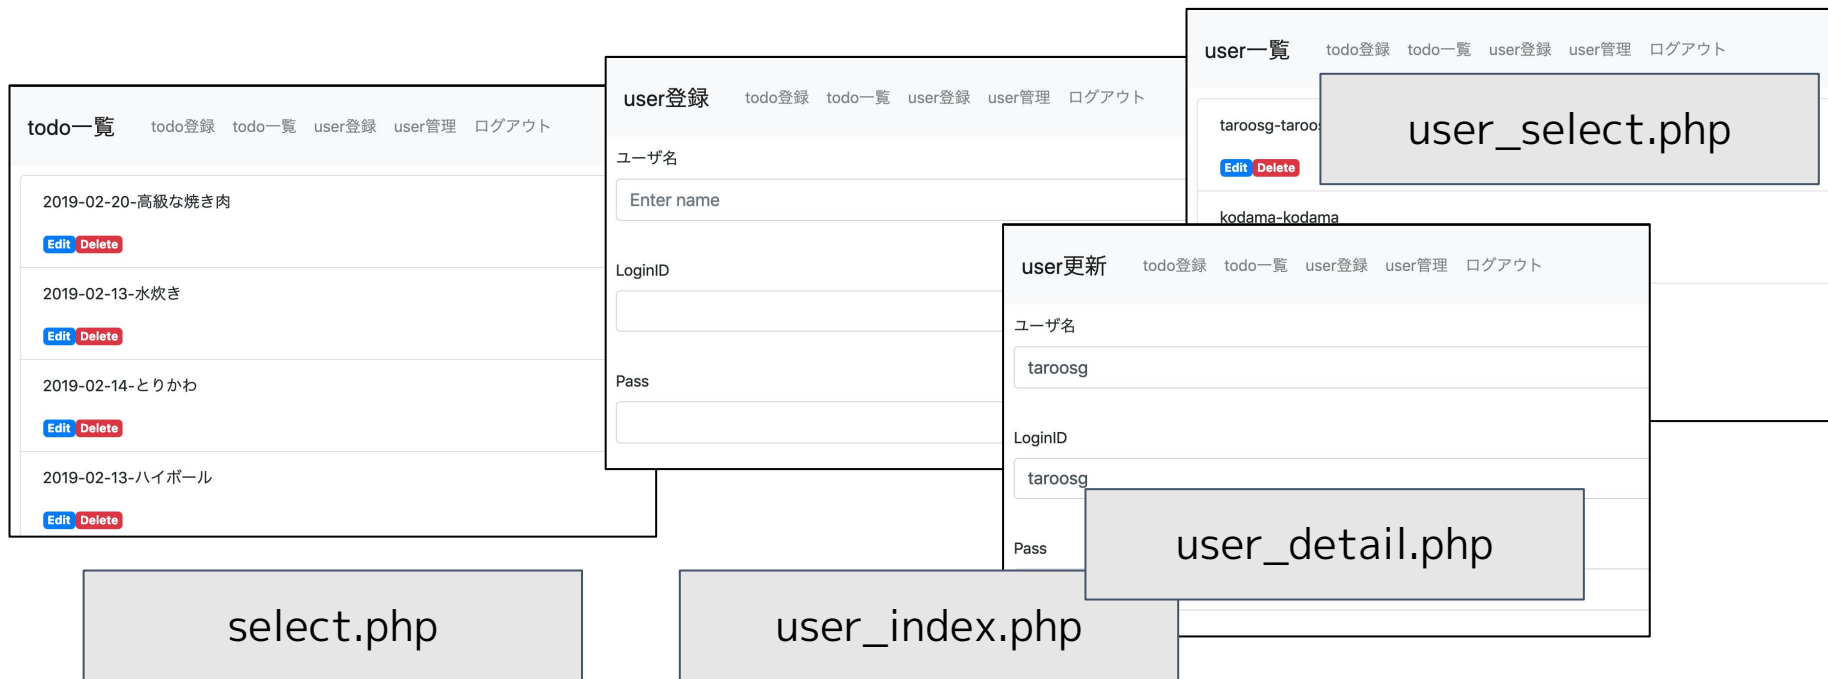 todo一覧 todo登録 todo一覧 user登録 user管理 ログアウト
2019-02-20-高級な焼き肉
Edit Delete
2019-02-13-水炊き
Edit Delete
2019-02-14-とりかわ
Edit Delete
2019-02-13-ハイボール
Edit Delete
select.php
user登録 todo登録 todo一覧 user登録 user管理 ログアウト
ユーザ名
Enter name
LoginID
Pass
user_index.php
user一覧 todo登録 todo一覧 user登録 user管理 ログアウト
taroosg-taroos
Edit Delete
kodama-kodama
user_select.php
user更新 todo登録 todo一覧 user登録 user管理 ログアウト
ユーザ名
taroosg
LoginID
taroosg
Pass
user_detail.php